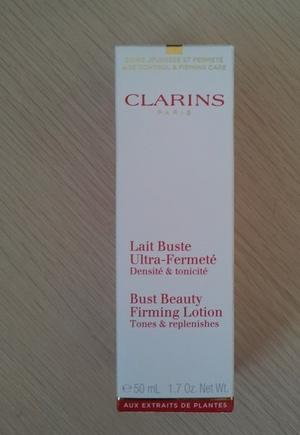 SOINS JEUNESSE ET FERMETÉ
AGE CONTROL & FIRMING CARE
CLARINS
PARIS
Lait Buste
Ultra-Fermeté
Densité & tonicité
Bust Beauty
Firming Lotion
Tones & replenishes
℮ 50 mL 1.7 Oz. Net Wt.
AUX EXTRAITS DE PLANTES